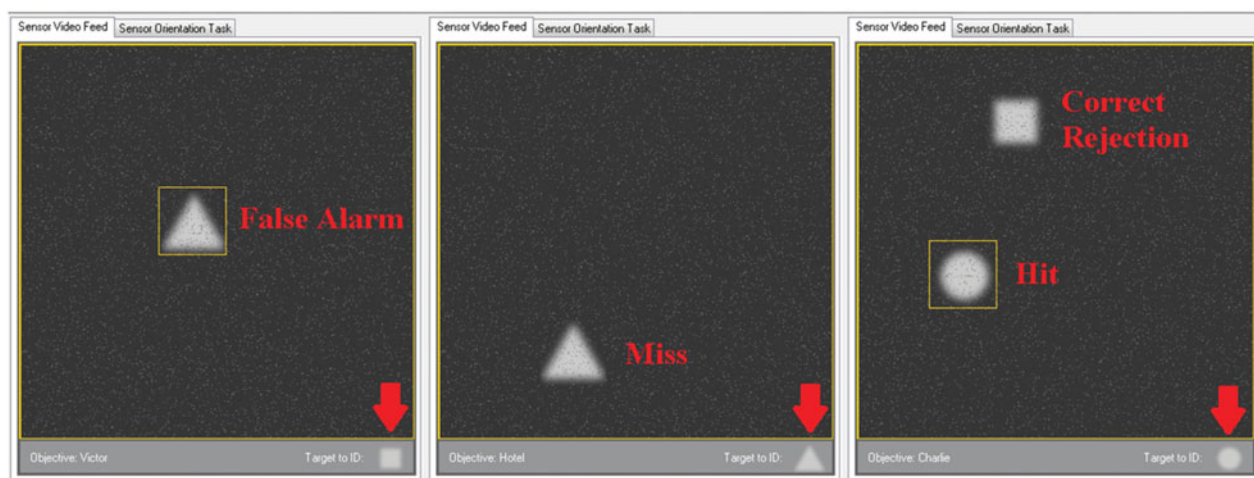 Sensor Video Feed Sensor Orientation Task
False Alarm
Objective: Victor Target to ID:
Sensor Video Feed Sensor Orientation Task
Miss
Objective: Hotel Target to ID:
Sensor Video Feed Sensor Orientation Task
Correct
Rejection
Hit
Objective: Charlie Target to ID: